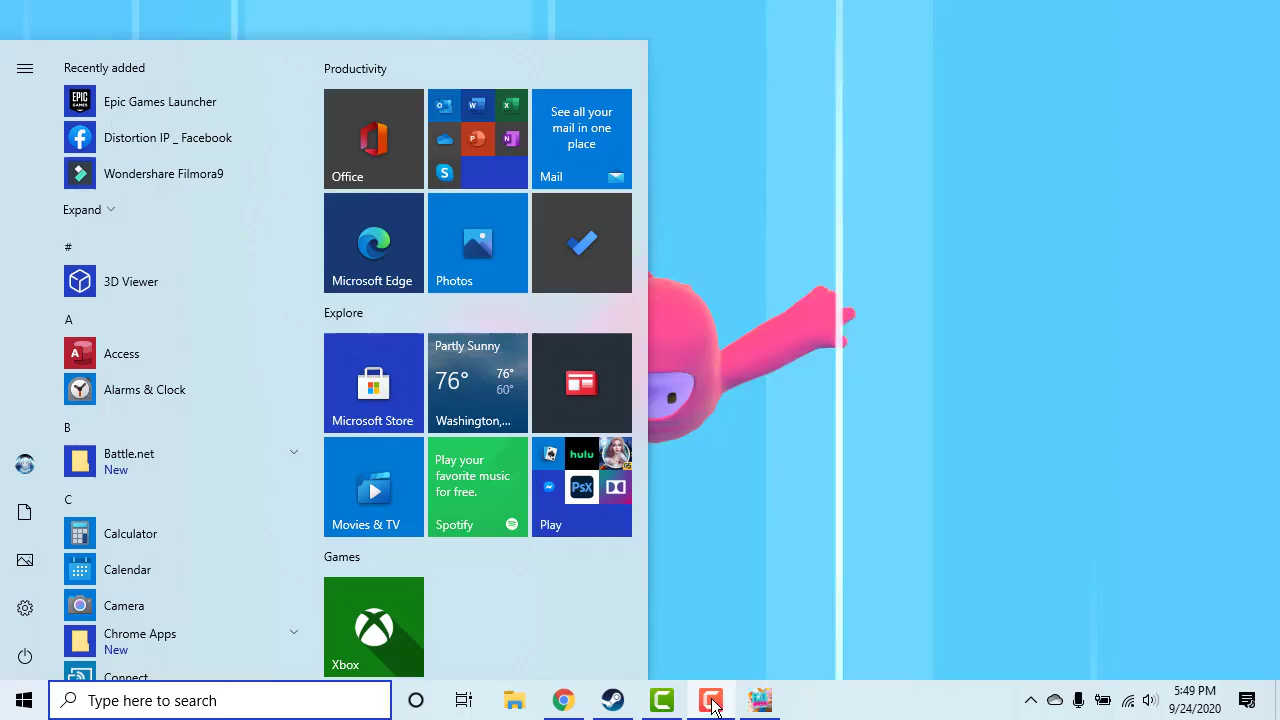 Recently added
EPIC GAMES
Epic Games Launcher
Distortion IP _ Facebook
Wondershare Filmora9
Expand
#
3D Viewer
A
Access
Alarms & Clock
B
Battle.net
New
C
Calculator
Calendar
Camera
Chrome Apps
New
Connect
Productivity
Office
See all your
mail in one
place
Mail
Microsoft Edge
Photos
Explore
Microsoft Store
Partly Sunny
76°
76°
60°
Washington,...
Movies & TV
Play your
favorite music
for free.
Spotify
hulu
PsX
Play
Games
Xbox
Type here to search
5:49 PM
9/24/2020